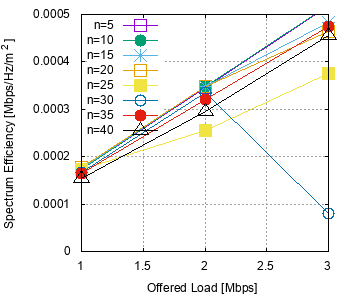 0.0005
0.0004
0.0003
0.0002
0.0001
0
Spectrum Efficiency [Mbps/Hz/m²]
n=5
n=10
n=15
n=20
n=25
n=30
n=35
n=40
1 1.5 2 2.5 3
Offered Load [Mbps]